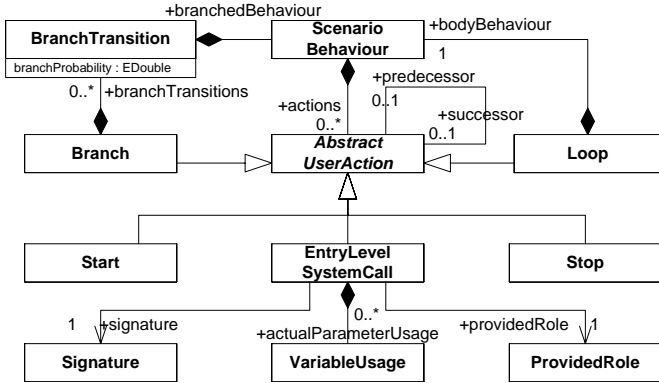 +branchedBehaviour
+bodyBehaviour
BranchTransition
Scenario
Behaviour
1
branchProbability : EDouble
+predecessor
0..*
+branchTransitions
+actions
0..1
+successor
0..*
0..1
Branch
Abstract
UserAction
Loop
Start
EntryLevel
SystemCall
Stop
1
+signature
0..*
+providedRole
1
+actualParameterUsage
Signature
VariableUsage
ProvidedRole